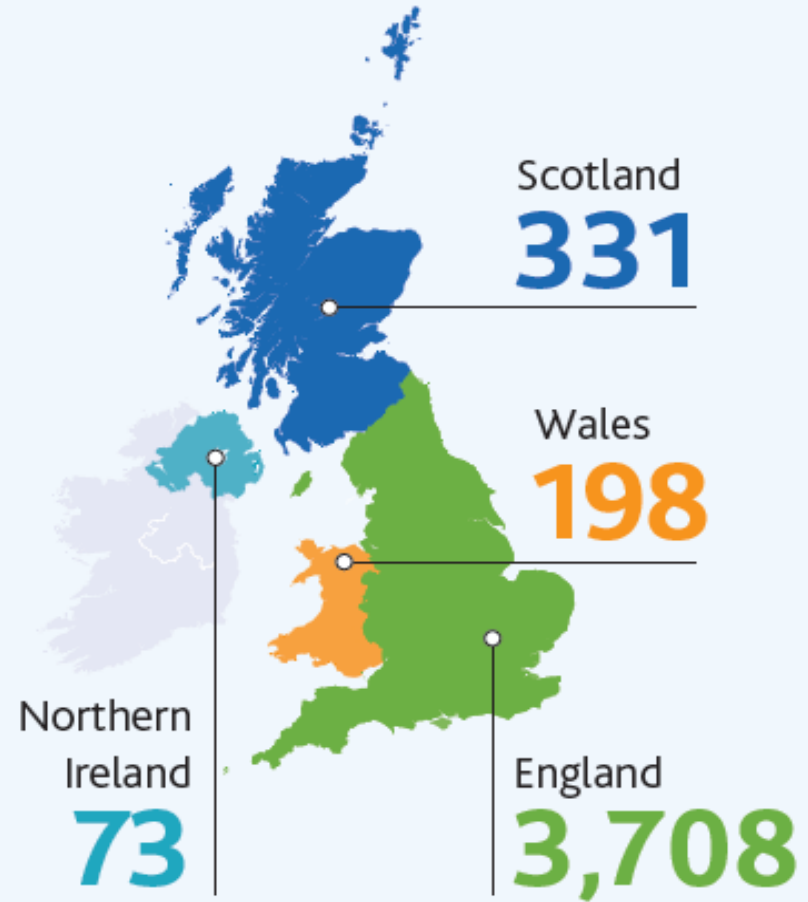 Scotland
331
Wales
198
Northern
Ireland
73
England
3,708